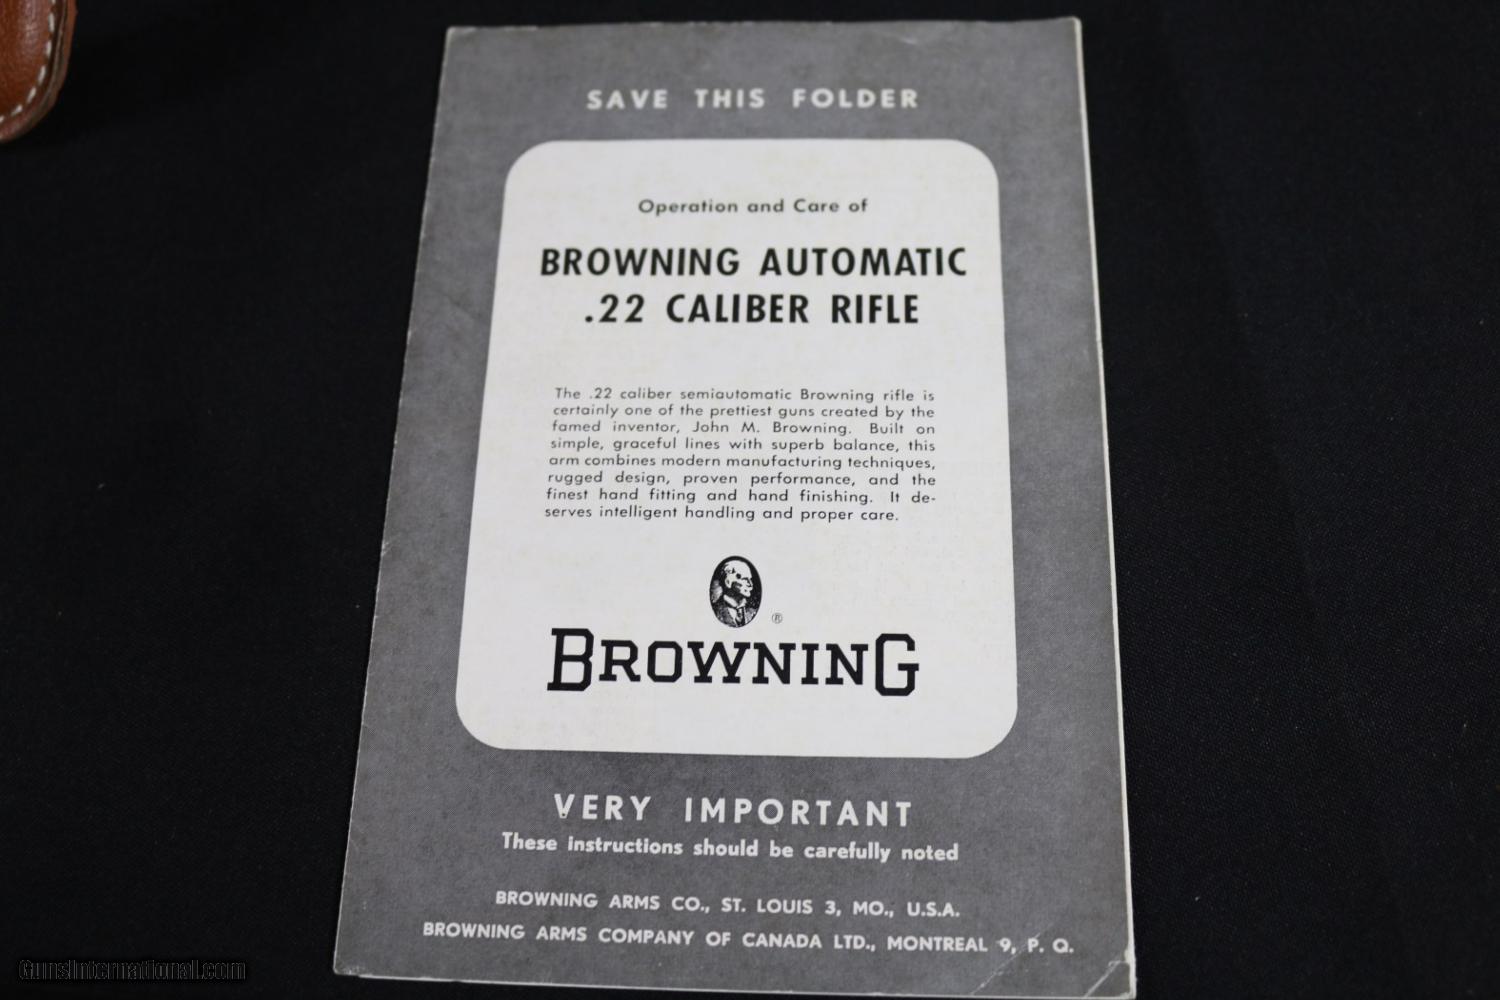 SAVE THIS FOLDER
Operation and Care of
BROWNING AUTOMATIC
.22 CALIBER RIFLE
The .22 caliber semiautomatic Browning rifle is
certainly one of the prettiest guns created by the
famed inventor, John M. Browning. Built on
simple, graceful lines with superb balance, this
arm combines modern manufacturing techniques,
rugged design, proven performance, and the
finest hand fitting and hand finishing. It de-
serves intelligent handling and proper care.
®
BROWNING
VERY IMPORTANT
These instructions should be carefully noted
BROWNING ARMS CO., ST. LOUIS 3, MO., U.S.A.
BROWNING ARMS COMPANY OF CANADA LTD., MONTREAL 9, P. Q.
GunsInternational.com